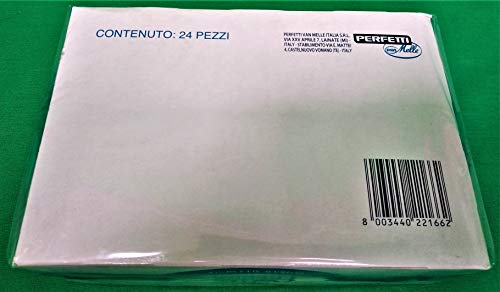 CONTENUTO: 24 PEZZI
PERFETTI VAN MELLE ITALIA S.R.L.
VIA XXV APRILE 7, LAINATE (MI) -
ITALY - STABILIMENTO VIA E. MATTEI
4, CASTELNUOVO VOMANO (TE) - ITALY
PERFETTI
van Melle
8 003440 221662